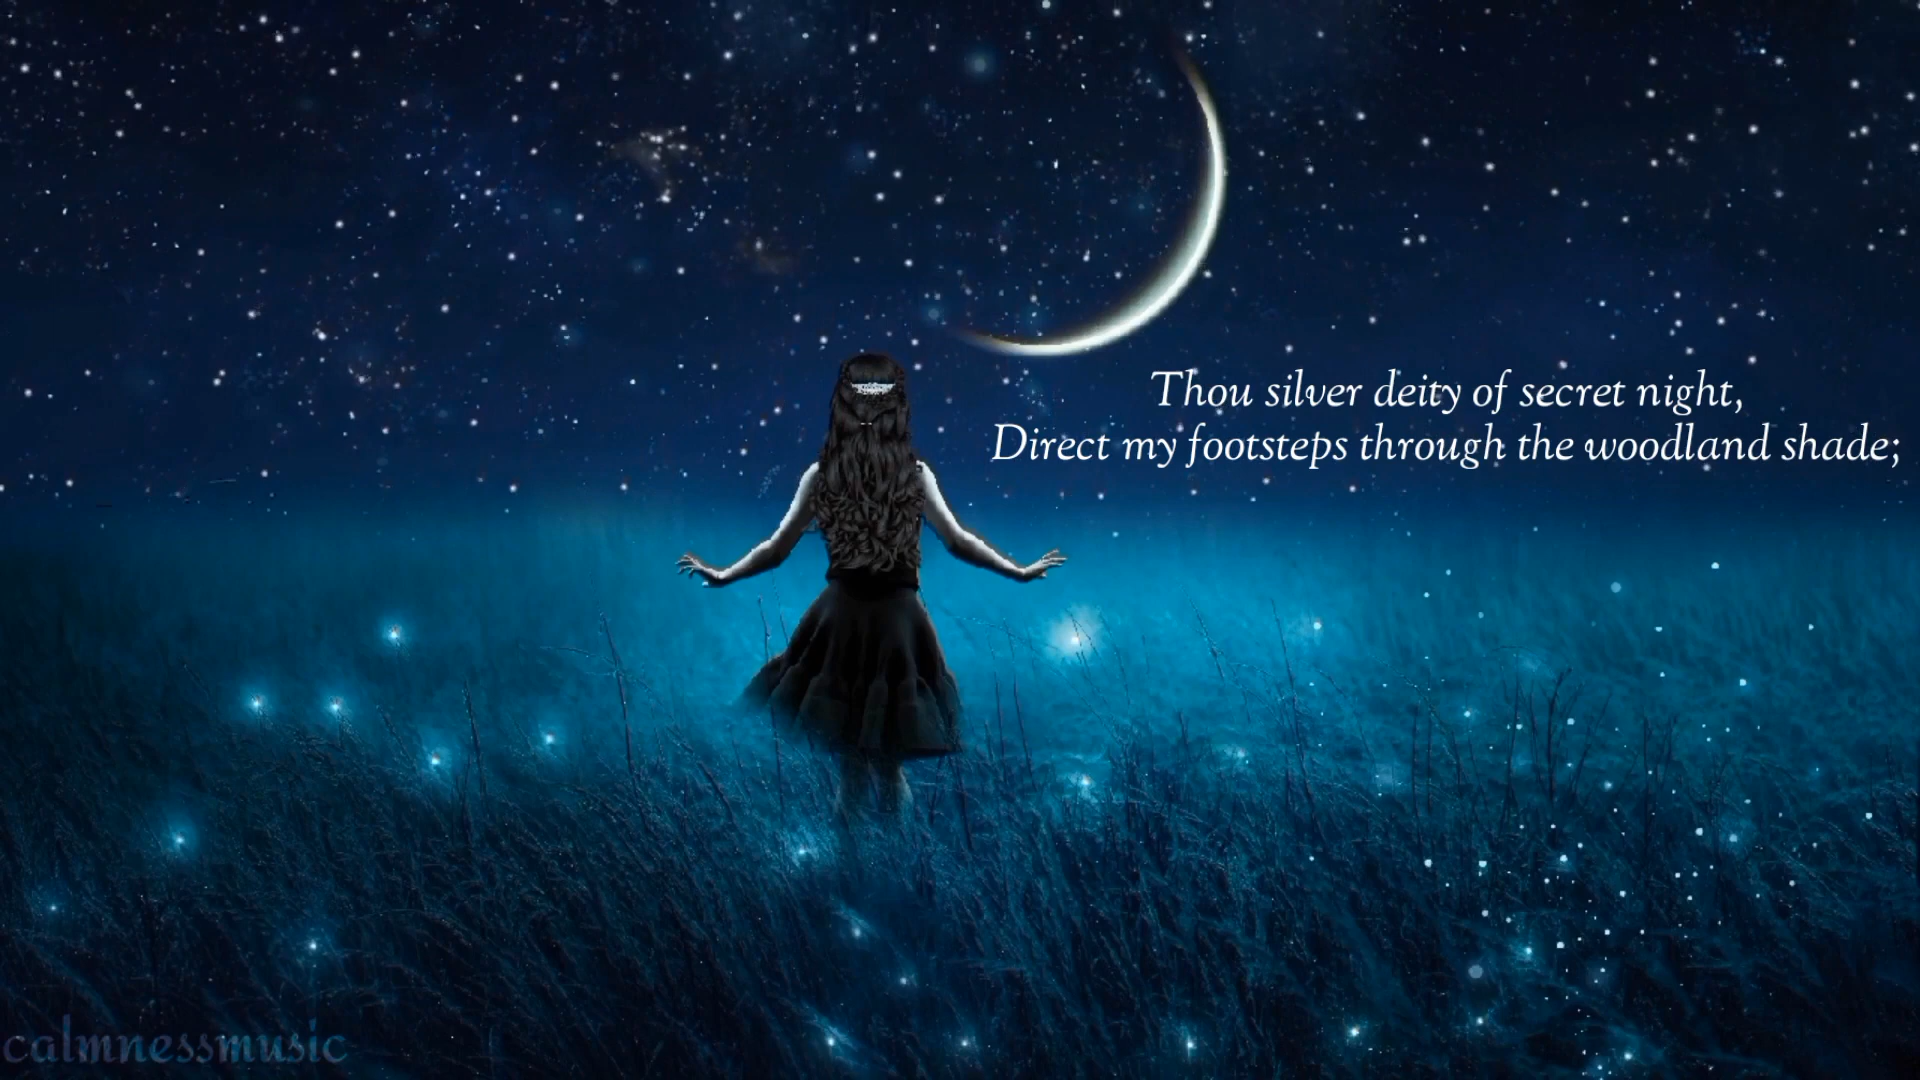 Thou silver deity of secret night,
Direct my footsteps through the woodland shade;
calmnessmusic